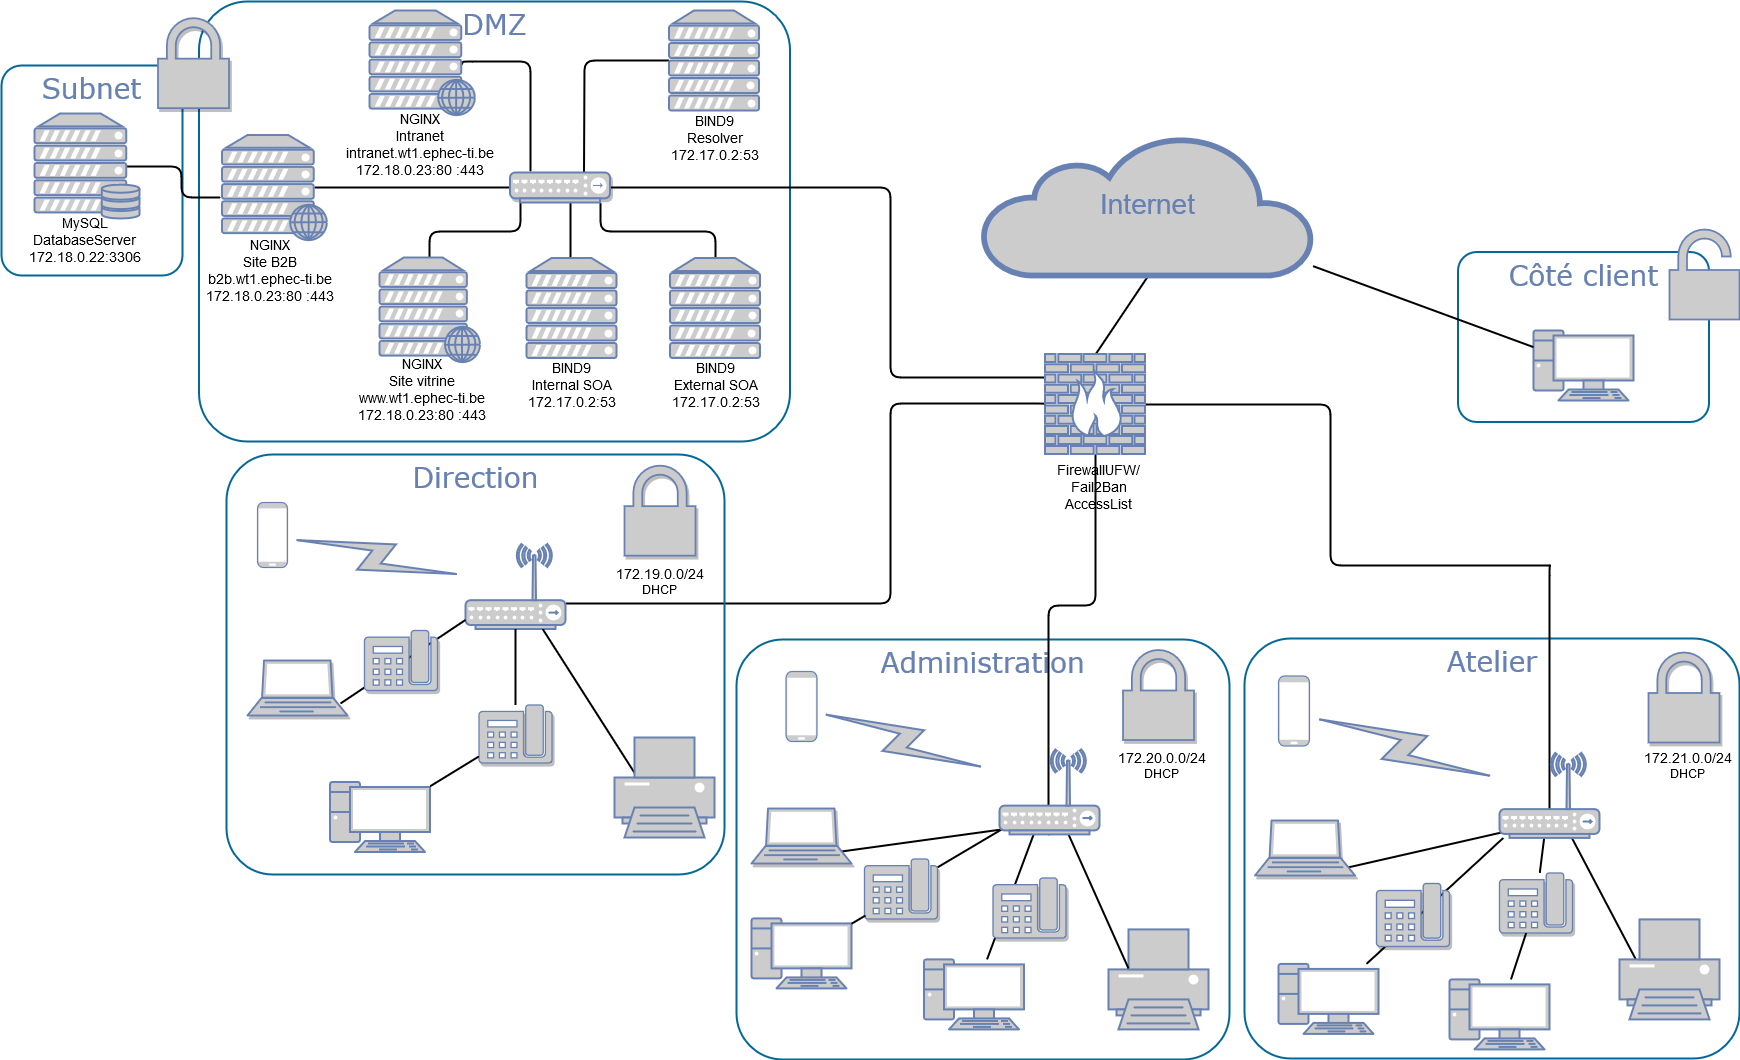 DMZ
Subnet
NGINX
Intranet
intranet.wt1.ephec-ti.be
172.18.0.23:80 :443
BIND9
Resolver
172.17.0.2:53
MySQL
DatabaseServer
172.18.0.22:3306
NGINX
Site B2B
b2b.wt1.ephec-ti.be
172.18.0.23:80 :443
NGINX
Site vitrine
www.wt1.ephec-ti.be
172.18.0.23:80 :443
BIND9
Internal SOA
172.17.0.2:53
BIND9
External SOA
172.17.0.2:53
Internet
Côté client
FirewallUFW/
Fail2Ban
AccessList
Direction
172.19.0.0/24
DHCP
Administration
172.20.0.0/24
DHCP
Atelier
172.21.0.0/24
DHCP